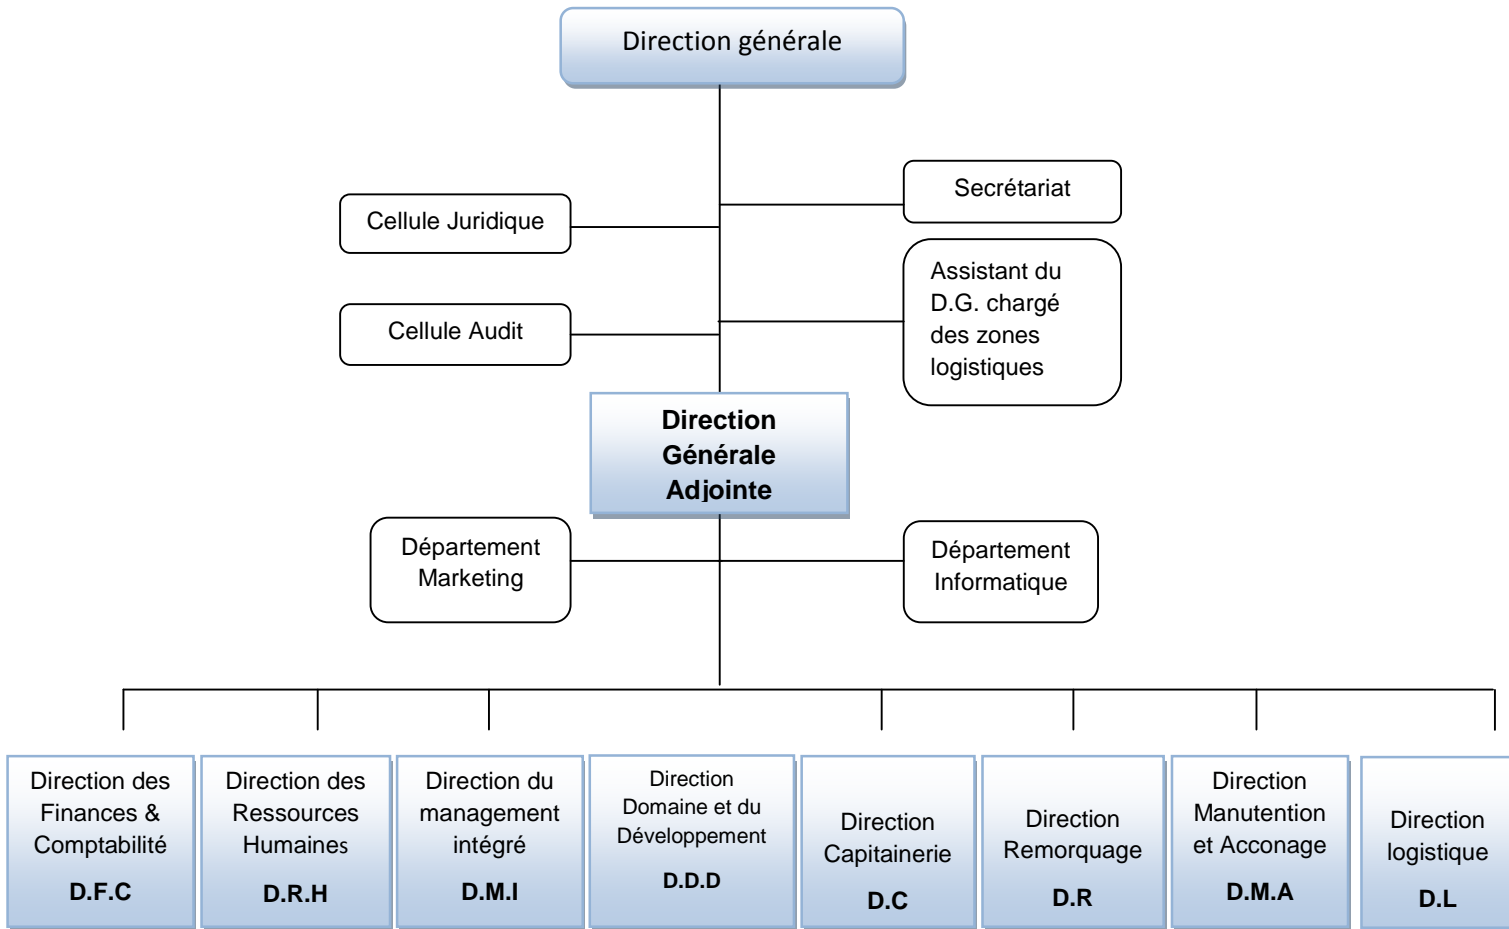 Direction générale
Secrétariat
Cellule Juridique
Assistant du
D.G. chargé
des zones
logistiques
Cellule Audit
Direction
Générale
Adjointe
Département
Marketing
Département
Informatique
Direction des
Finances &
Comptabilité
D.F.C
Direction des
Ressources
Humaines
D.R.H
Direction du
management
intégré
D.M.I
Direction
Domaine et du
Développement
D.D.D
Direction
Capitainerie
D.C
Direction
Remorquage
D.R
Direction
Manutention
et Acconage
D.M.A
Direction
logistique
D.L